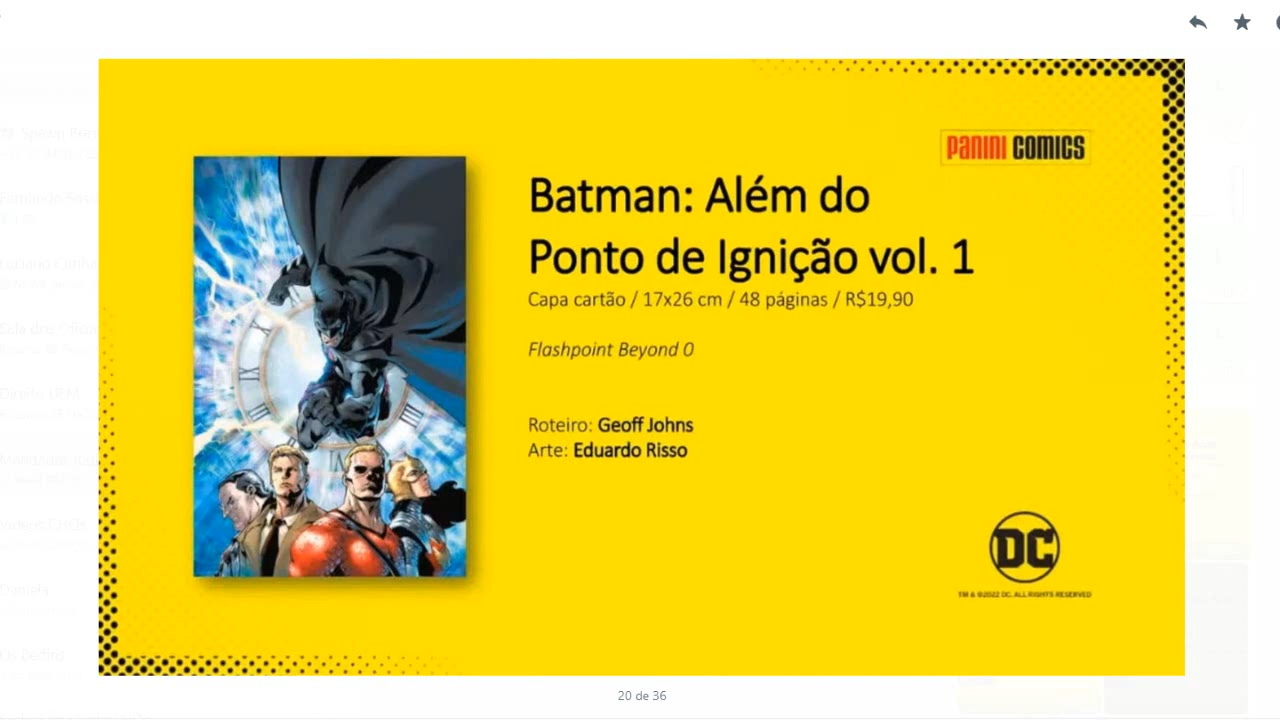 PANINI COMICS
Batman: Além do
Ponto de Ignição vol. 1
Capa cartão / 17x26 cm / 48 páginas / R$19,90
Flashpoint Beyond 0
Roteiro: Geoff Johns
Arte: Eduardo Risso
DC
TM & ©2022 DC. ALL RIGHTS RESERVED
20 de 36